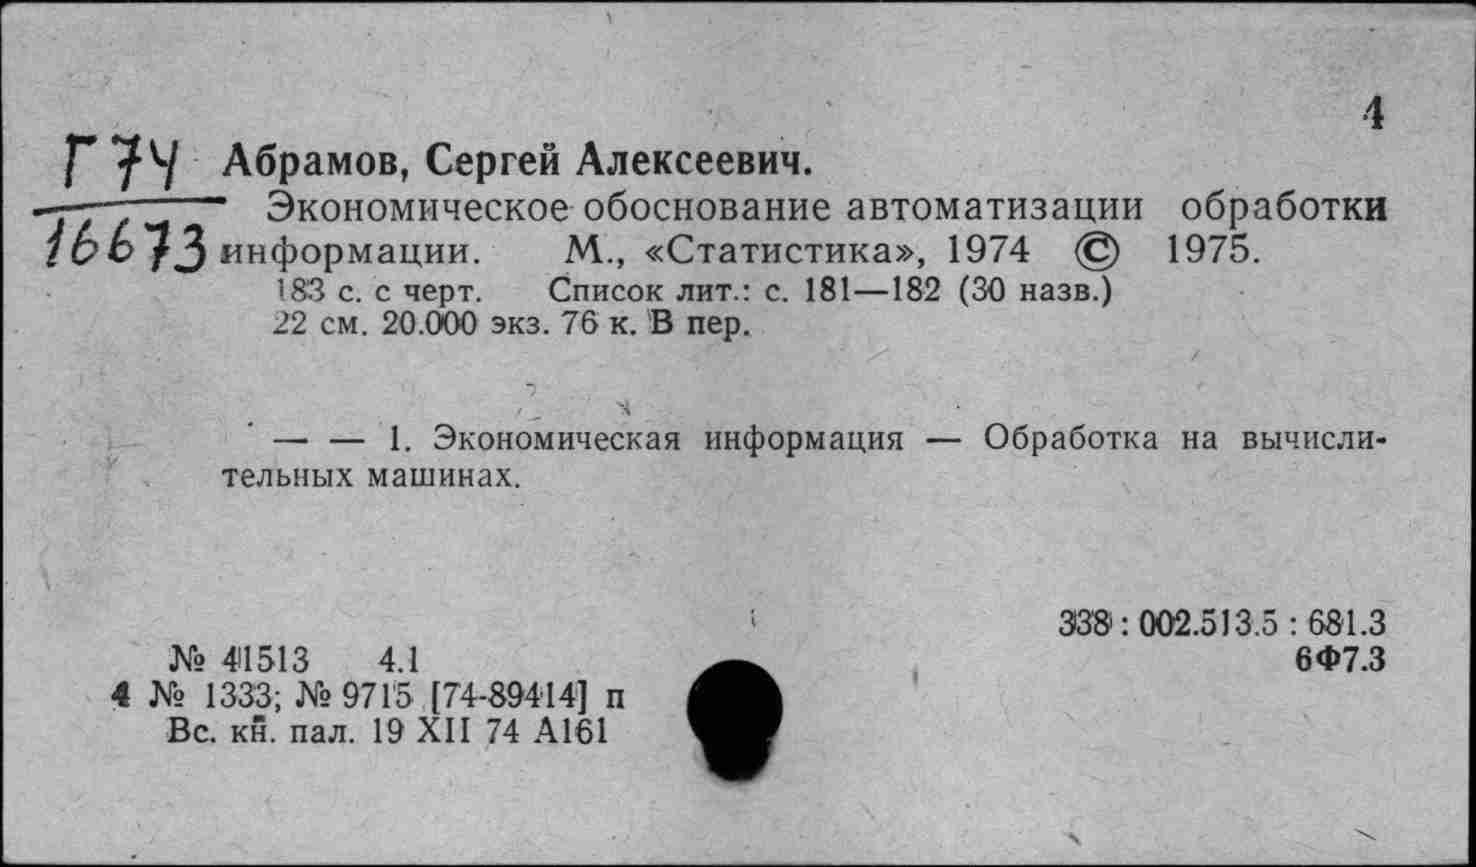 4
Г74 Абрамов, Сергей Алексеевич.
Экономическое обоснование автоматизации обработки
16673 информации. М., «Статистика», 1974 © 1975.
183 с. с черт. Список лит.: с. 181—182 (30 назв.)
22 см. 20.000 экз. 76 к. В пер.
— — 1. Экономическая информация — Обработка на вычисли-
тельных машинах.
338 : 002.513.5 : 681.3
№ 41513 4.1 6Ф7.3
4 № 1333; № 9715 [74-89414] п
Вс. кн. пал. 19 XII 74 А161